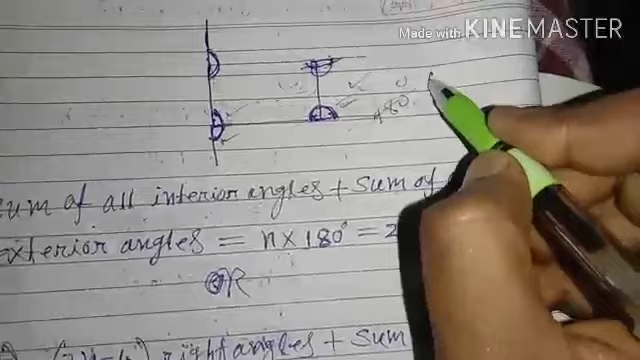 Made with KINEMASTER
180°
sum of all interior angles + sum of
exterior angles = n × 180° = 2
OR
right angles + sum